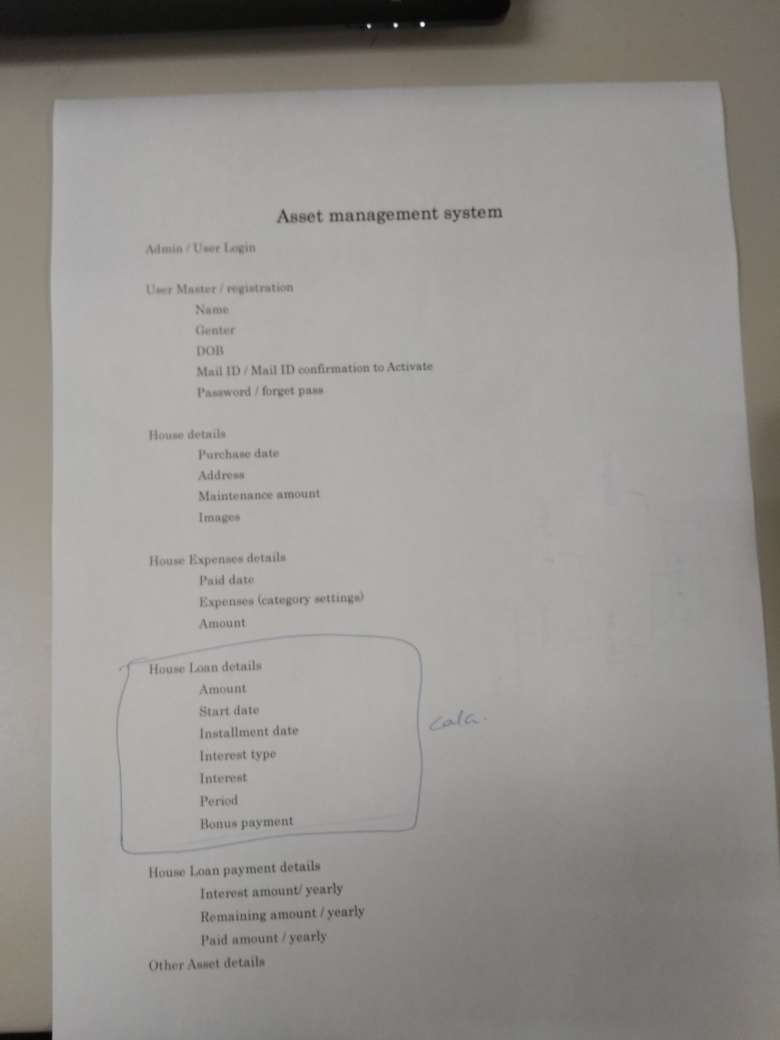 Asset management system
Admin / User Login
User Master / registration
Name
Genter
DOB
Mail ID / Mail ID confirmation to Activate
Password / forget pass
House details
Purchase date
Address
Maintenance amount
Images
House Expenses details
Paid date
Expenses (category settings)
Amount
House Loan details
Amount
Start date
Installment date
Interest type
Interest
Period
Bonus payment
House Loan payment details
Interest amount/ yearly
Remaining amount / yearly
Paid amount / yearly
Other Asset details